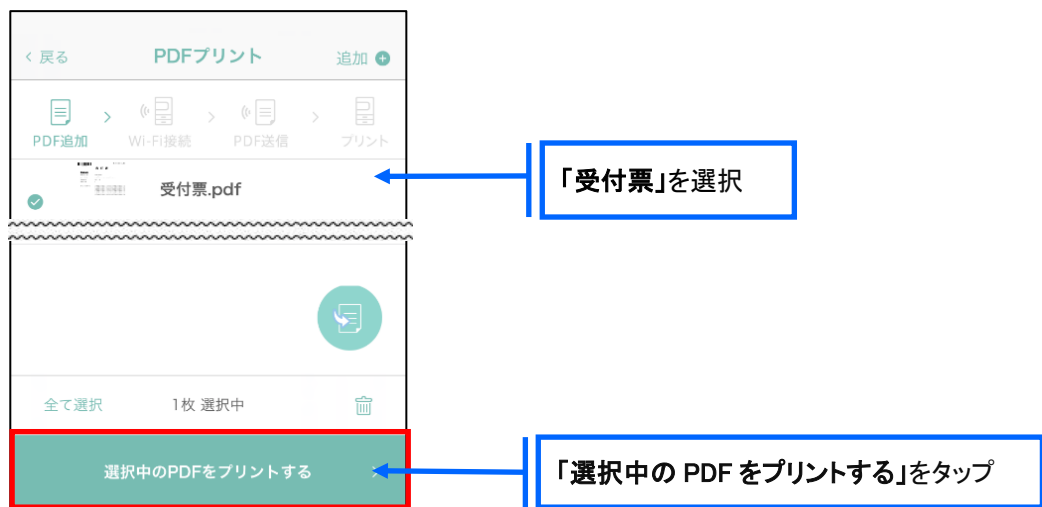 < 戻る PDFプリント 追加
PDF追加 Wi-Fi接続 PDF送信 プリント
受付票.pdf
「受付票」を選択
全て選択 1枚 選択中
選択中のPDFをプリントする >
「選択中の PDF をプリントする」をタップ